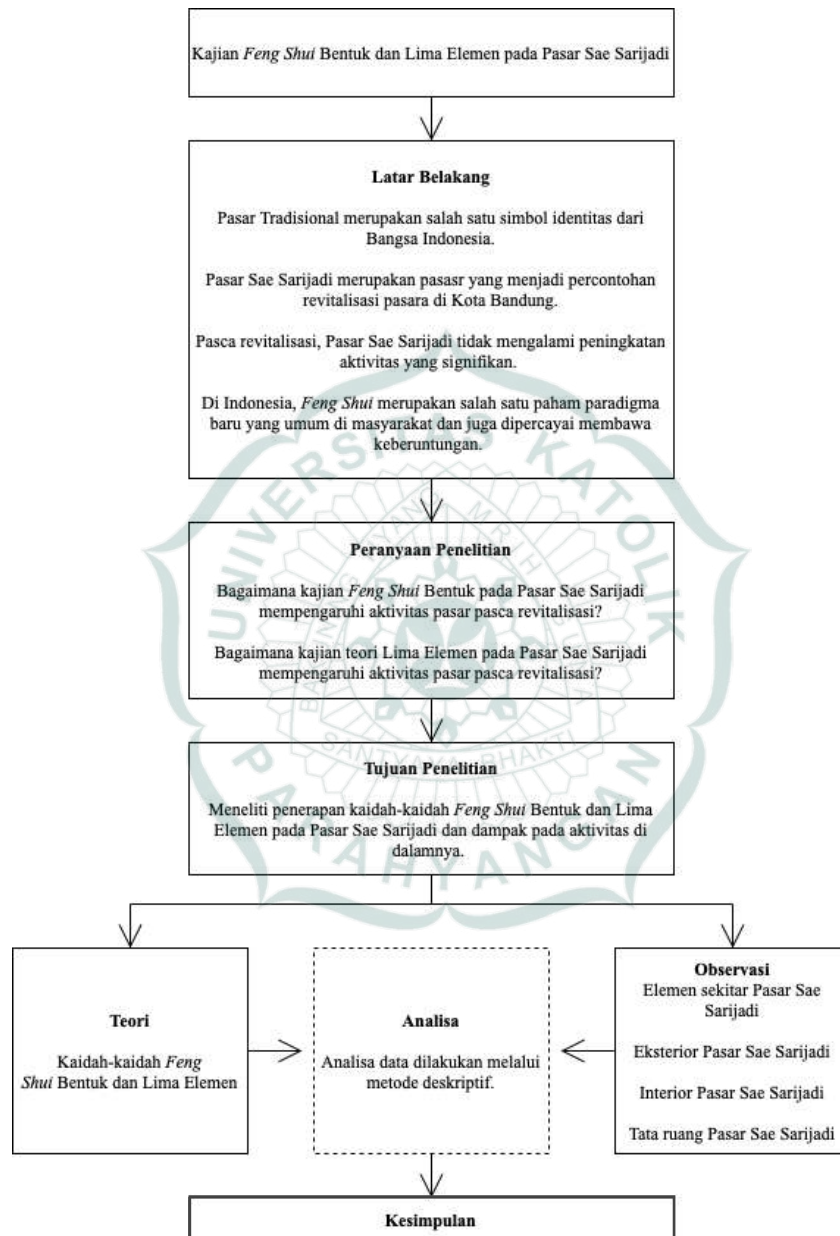 Kajian Feng Shui Bentuk dan Lima Elemen pada Pasar Sae Sarijadi
Latar Belakang
Pasar Tradisional merupakan salah satu simbol identitas dari
Bangsa Indonesia.
Pasar Sae Sarijadi merupakan pasasr yang menjadi percontohan
revitalisasi pasara di Kota Bandung.
Pasca revitalisasi, Pasar Sae Sarijadi tidak mengalami peningkatan
aktivitas yang signifikan.
Di Indonesia, Feng Shui merupakan salah satu paham paradigma
baru yang umum di masyarakat dan juga dipercayai membawa
keberuntungan.
UNIVERSITAS KATOLIK
PARAHYANGAN
SANTYAYA BHAKTI
Peranyaan Penelitian
Bagaimana kajian Feng Shui Bentuk pada Pasar Sae Sarijadi
mempengaruhi aktivitas pasar pasca revitalisasi?
Bagaimana kajian teori Lima Elemen pada Pasar Sae Sarijadi
mempengaruhi aktivitas pasar pasca revitalisasi?
Tujuan Penelitian
Meneliti penerapan kaidah-kaidah Feng Shui Bentuk dan Lima
Elemen pada Pasar Sae Sarijadi dan dampak pada aktivitas di
dalamnya.
Teori
Kaidah-kaidah Feng
Shui Bentuk dan Lima Elemen
Analisa
Analisa data dilakukan melalui
metode deskriptif.
Observasi
Elemen sekitar Pasar Sae
Sarijadi
Eksterior Pasar Sae Sarijadi
Interior Pasar Sae Sarijadi
Tata ruang Pasar Sae Sarijadi
Kesimpulan